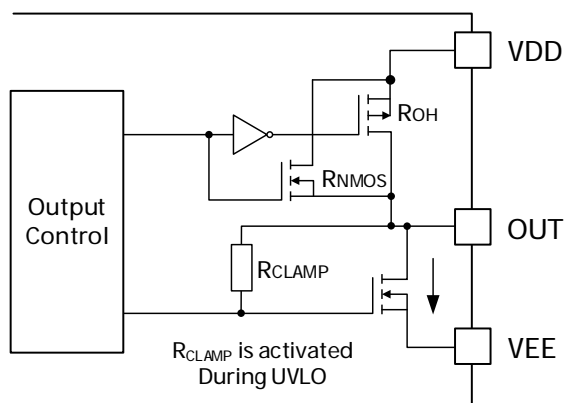 VDD
ROH
RNMOS
Output
Control
OUT
RCLAMP
VEE
RCLAMP is activated
During UVLO